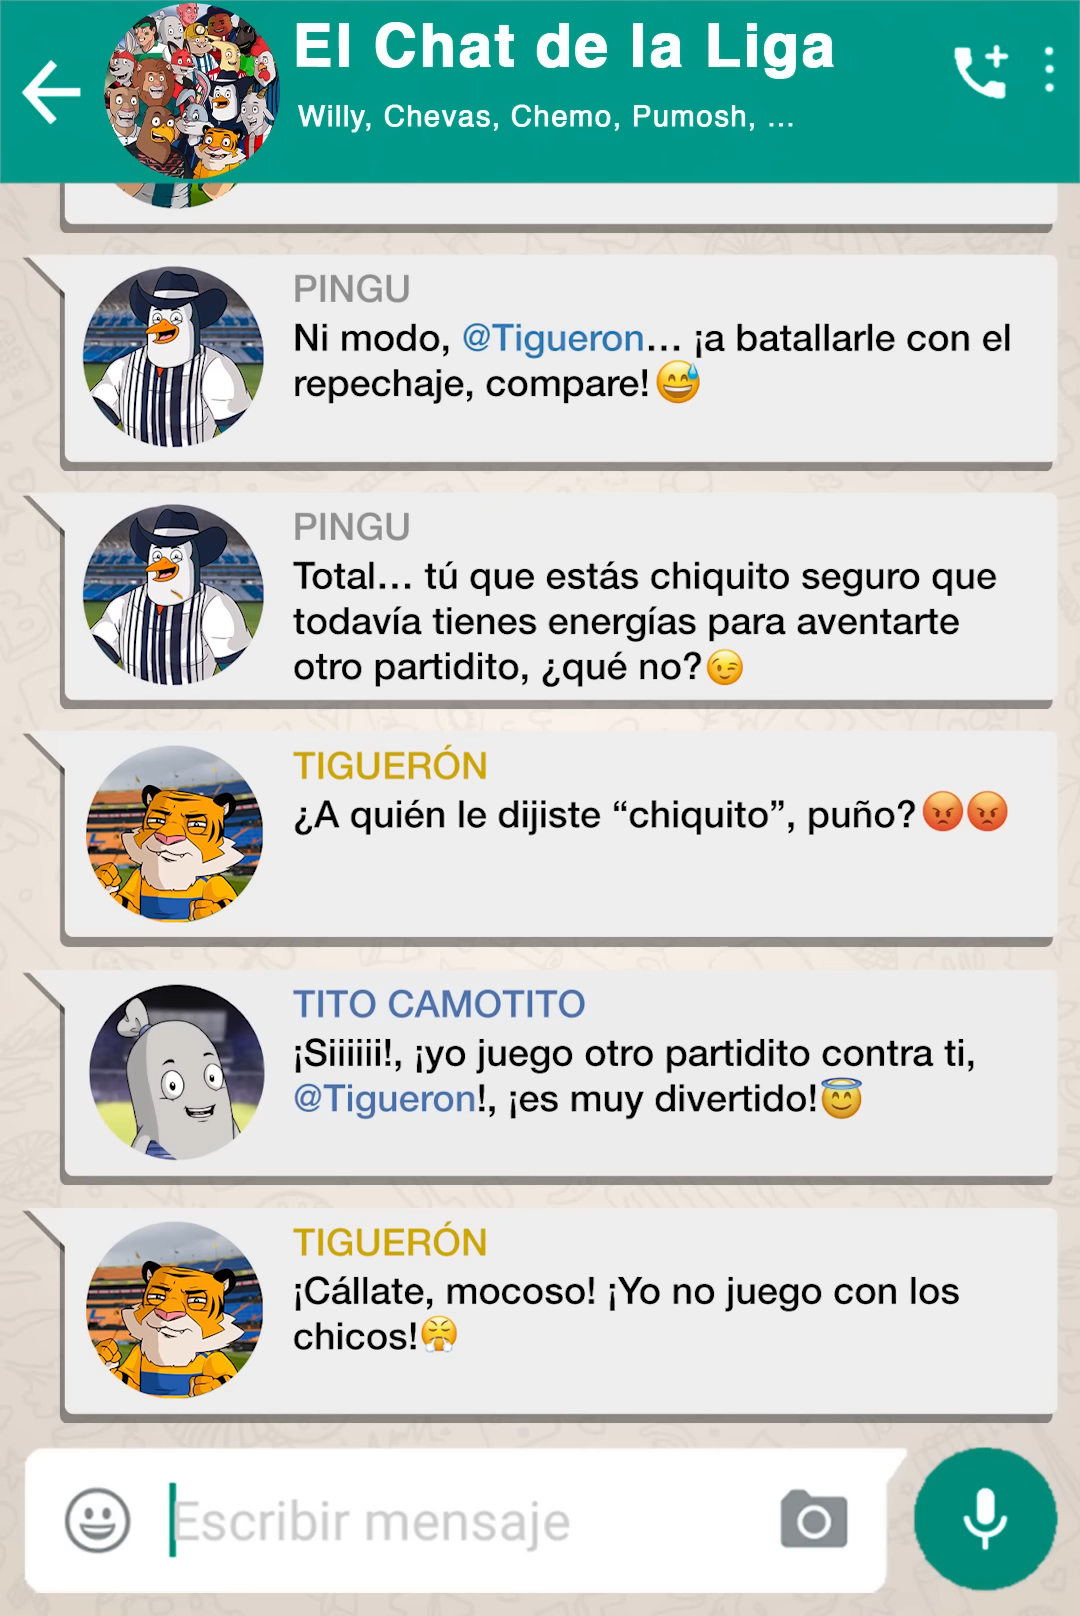 El Chat de la Liga
Willy, Chevas, Chemo, Pumosh, ...
PINGU
Ni modo, @Tigueron... ¡a batallarle con el
repechaje, compare!😅
PINGU
Total... tú que estás chiquito seguro que
todavía tienes energías para aventarte
otro partidito, ¿qué no?😉
TIGUERÓN
¿A quién le dijiste “chiquito”, puño?😡😡
TITO CAMOTITO
¡Siiiiii!, ¡yo juego otro partidito contra ti,
@Tigueron!, ¡es muy divertido!😇
TIGUERÓN
¡Cállate, mocoso! ¡Yo no juego con los
chicos!😤
Escribir mensaje